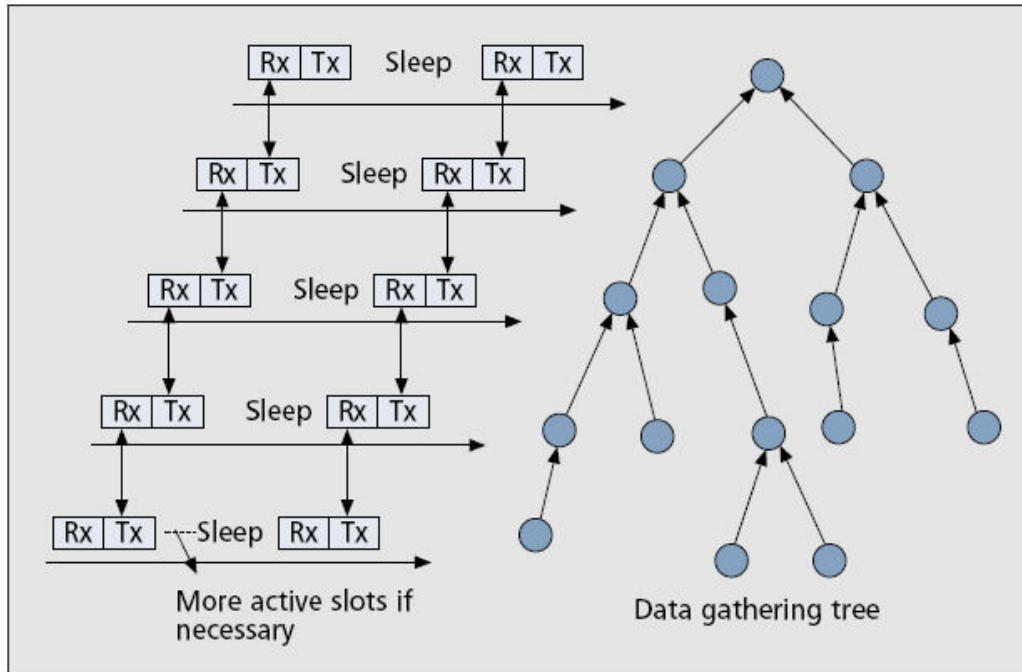 Rx Tx Sleep Rx Tx
Rx Tx Sleep Rx Tx
Rx Tx Sleep Rx Tx
Rx Tx Sleep Rx Tx
Rx Tx Sleep Rx Tx
More active slots if
necessary
Data gathering tree